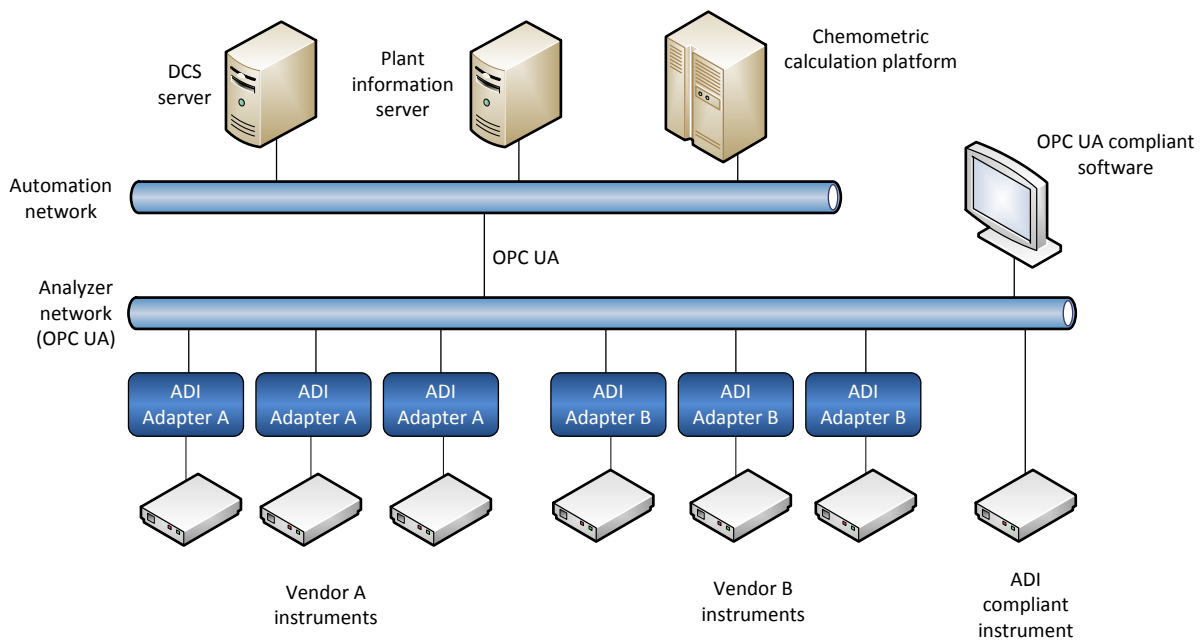 DCS
server
Plant
information
server
Chemometric
calculation platform
OPC UA compliant
software
Automation
network
OPC UA
Analyzer
network
(OPC UA)
ADI
Adapter A
ADI
Adapter A
ADI
Adapter A
ADI
Adapter B
ADI
Adapter B
ADI
Adapter B
Vendor A
instruments
Vendor B
instruments
ADI
compliant
instrument